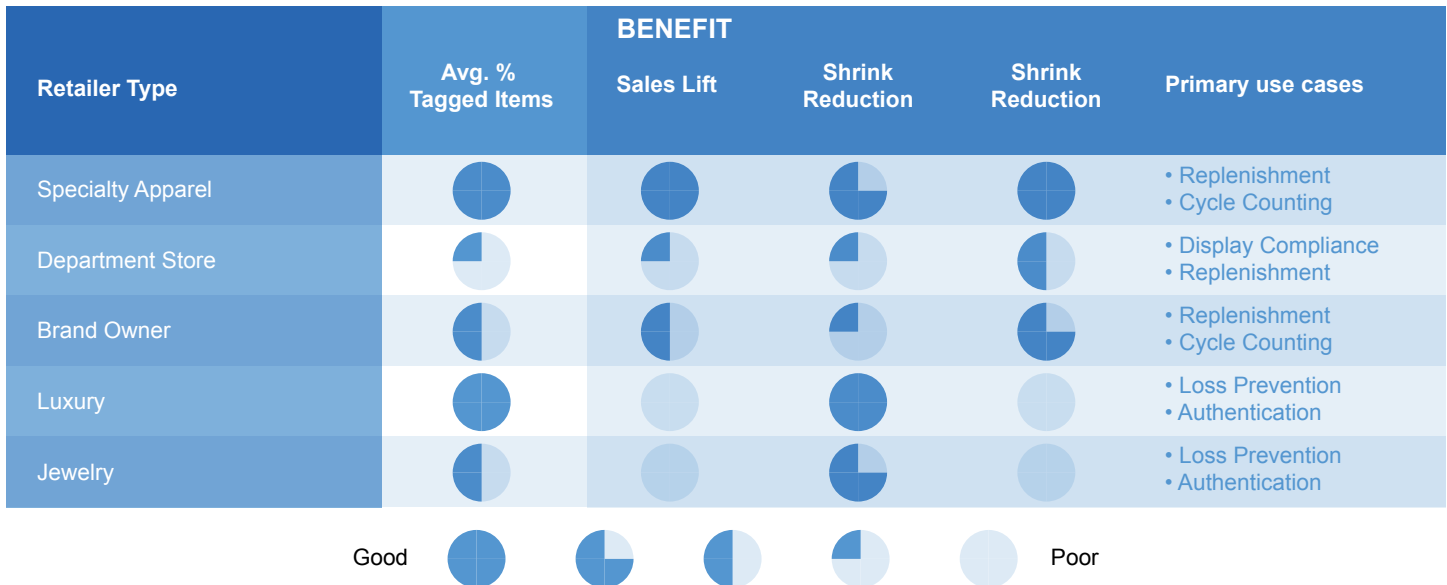 BENEFIT
Retailer Type
Avg. %
Tagged Items
Sales Lift
Shrink
Reduction
Shrink
Reduction
Primary use cases
Specialty Apparel
• Replenishment
• Cycle Counting
Department Store
• Display Compliance
• Replenishment
Brand Owner
• Replenishment
• Cycle Counting
Luxury
• Loss Prevention
• Authentication
Jewelry
• Loss Prevention
• Authentication
Good
Poor